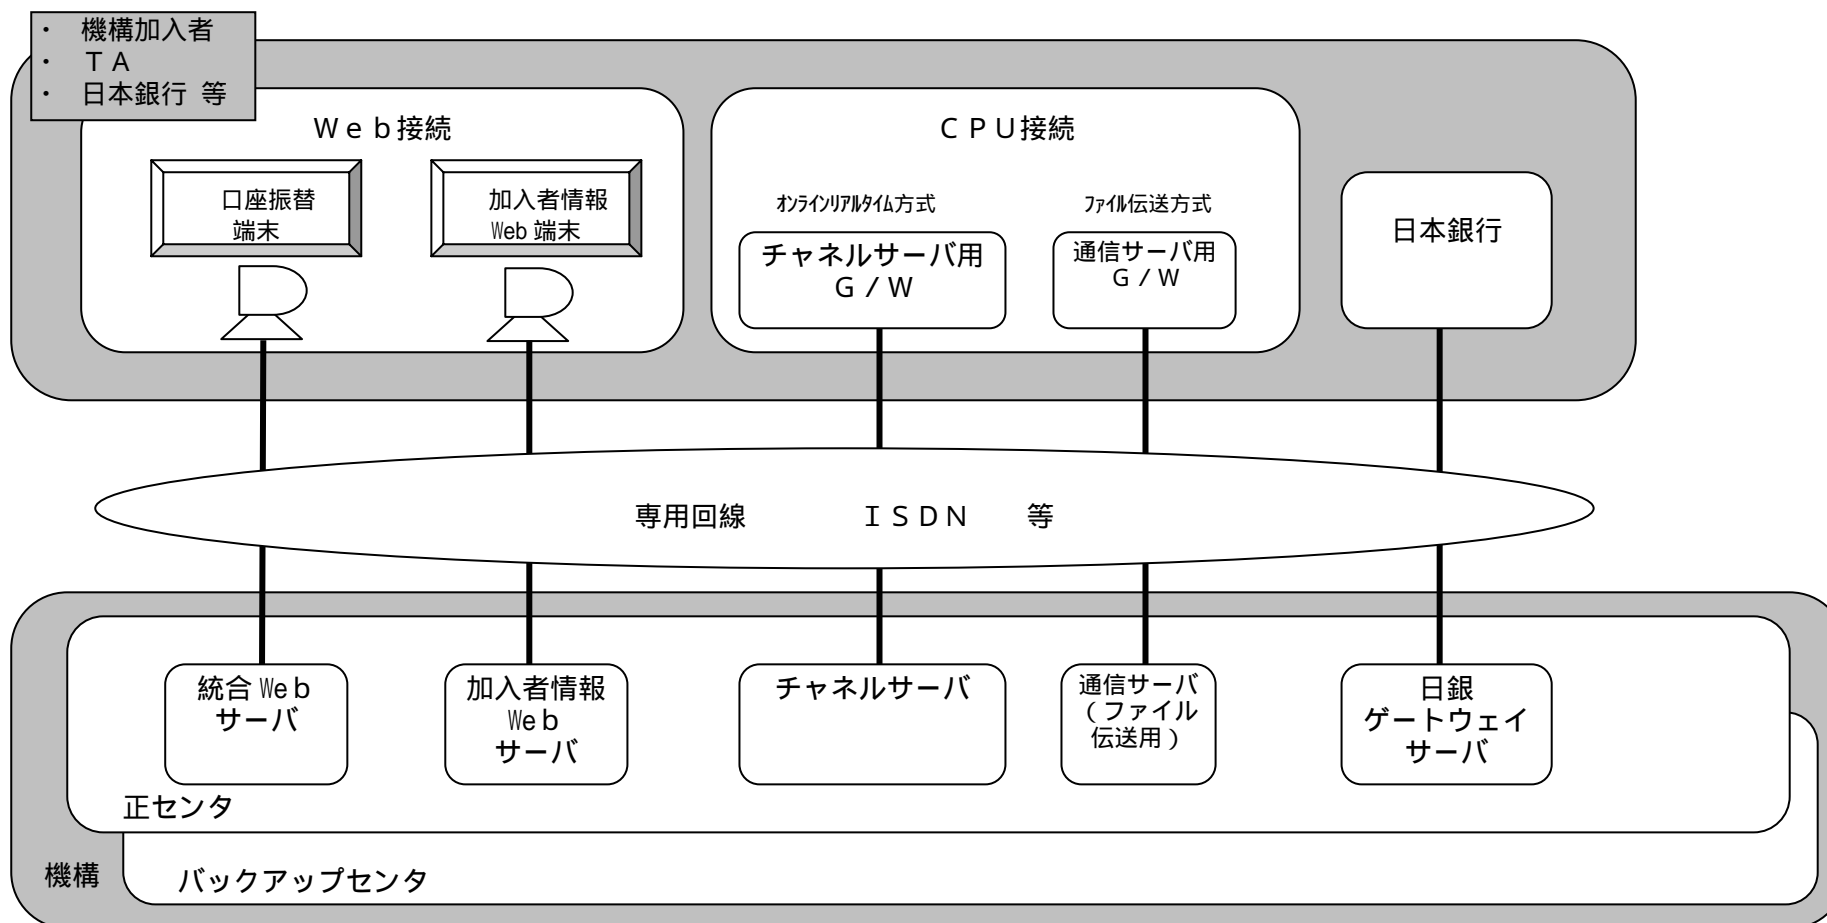 ・ 機構加入者
・ ＴＡ
・ 日本銀行 等
Ｗｅｂ接続
ＣＰＵ接続
口座振替
端末
加入者情報
Web 端末
ｵﾝﾗｲﾝﾘｱﾙﾀｲﾑ方式
チャネルサーバ用
Ｇ／Ｗ
ﾌｧｲﾙ伝送方式
通信サーバ用
Ｇ／Ｗ
日本銀行
専用回線 ＩＳＤＮ 等
統合 Ｗeｂ
サーバ
加入者情報
Ｗeｂ
サーバ
チャネルサーバ
通信サーバ
（ファイル
伝送用）
日銀
ゲートウェイ
サーバ
正センタ
機構
バックアップセンタ